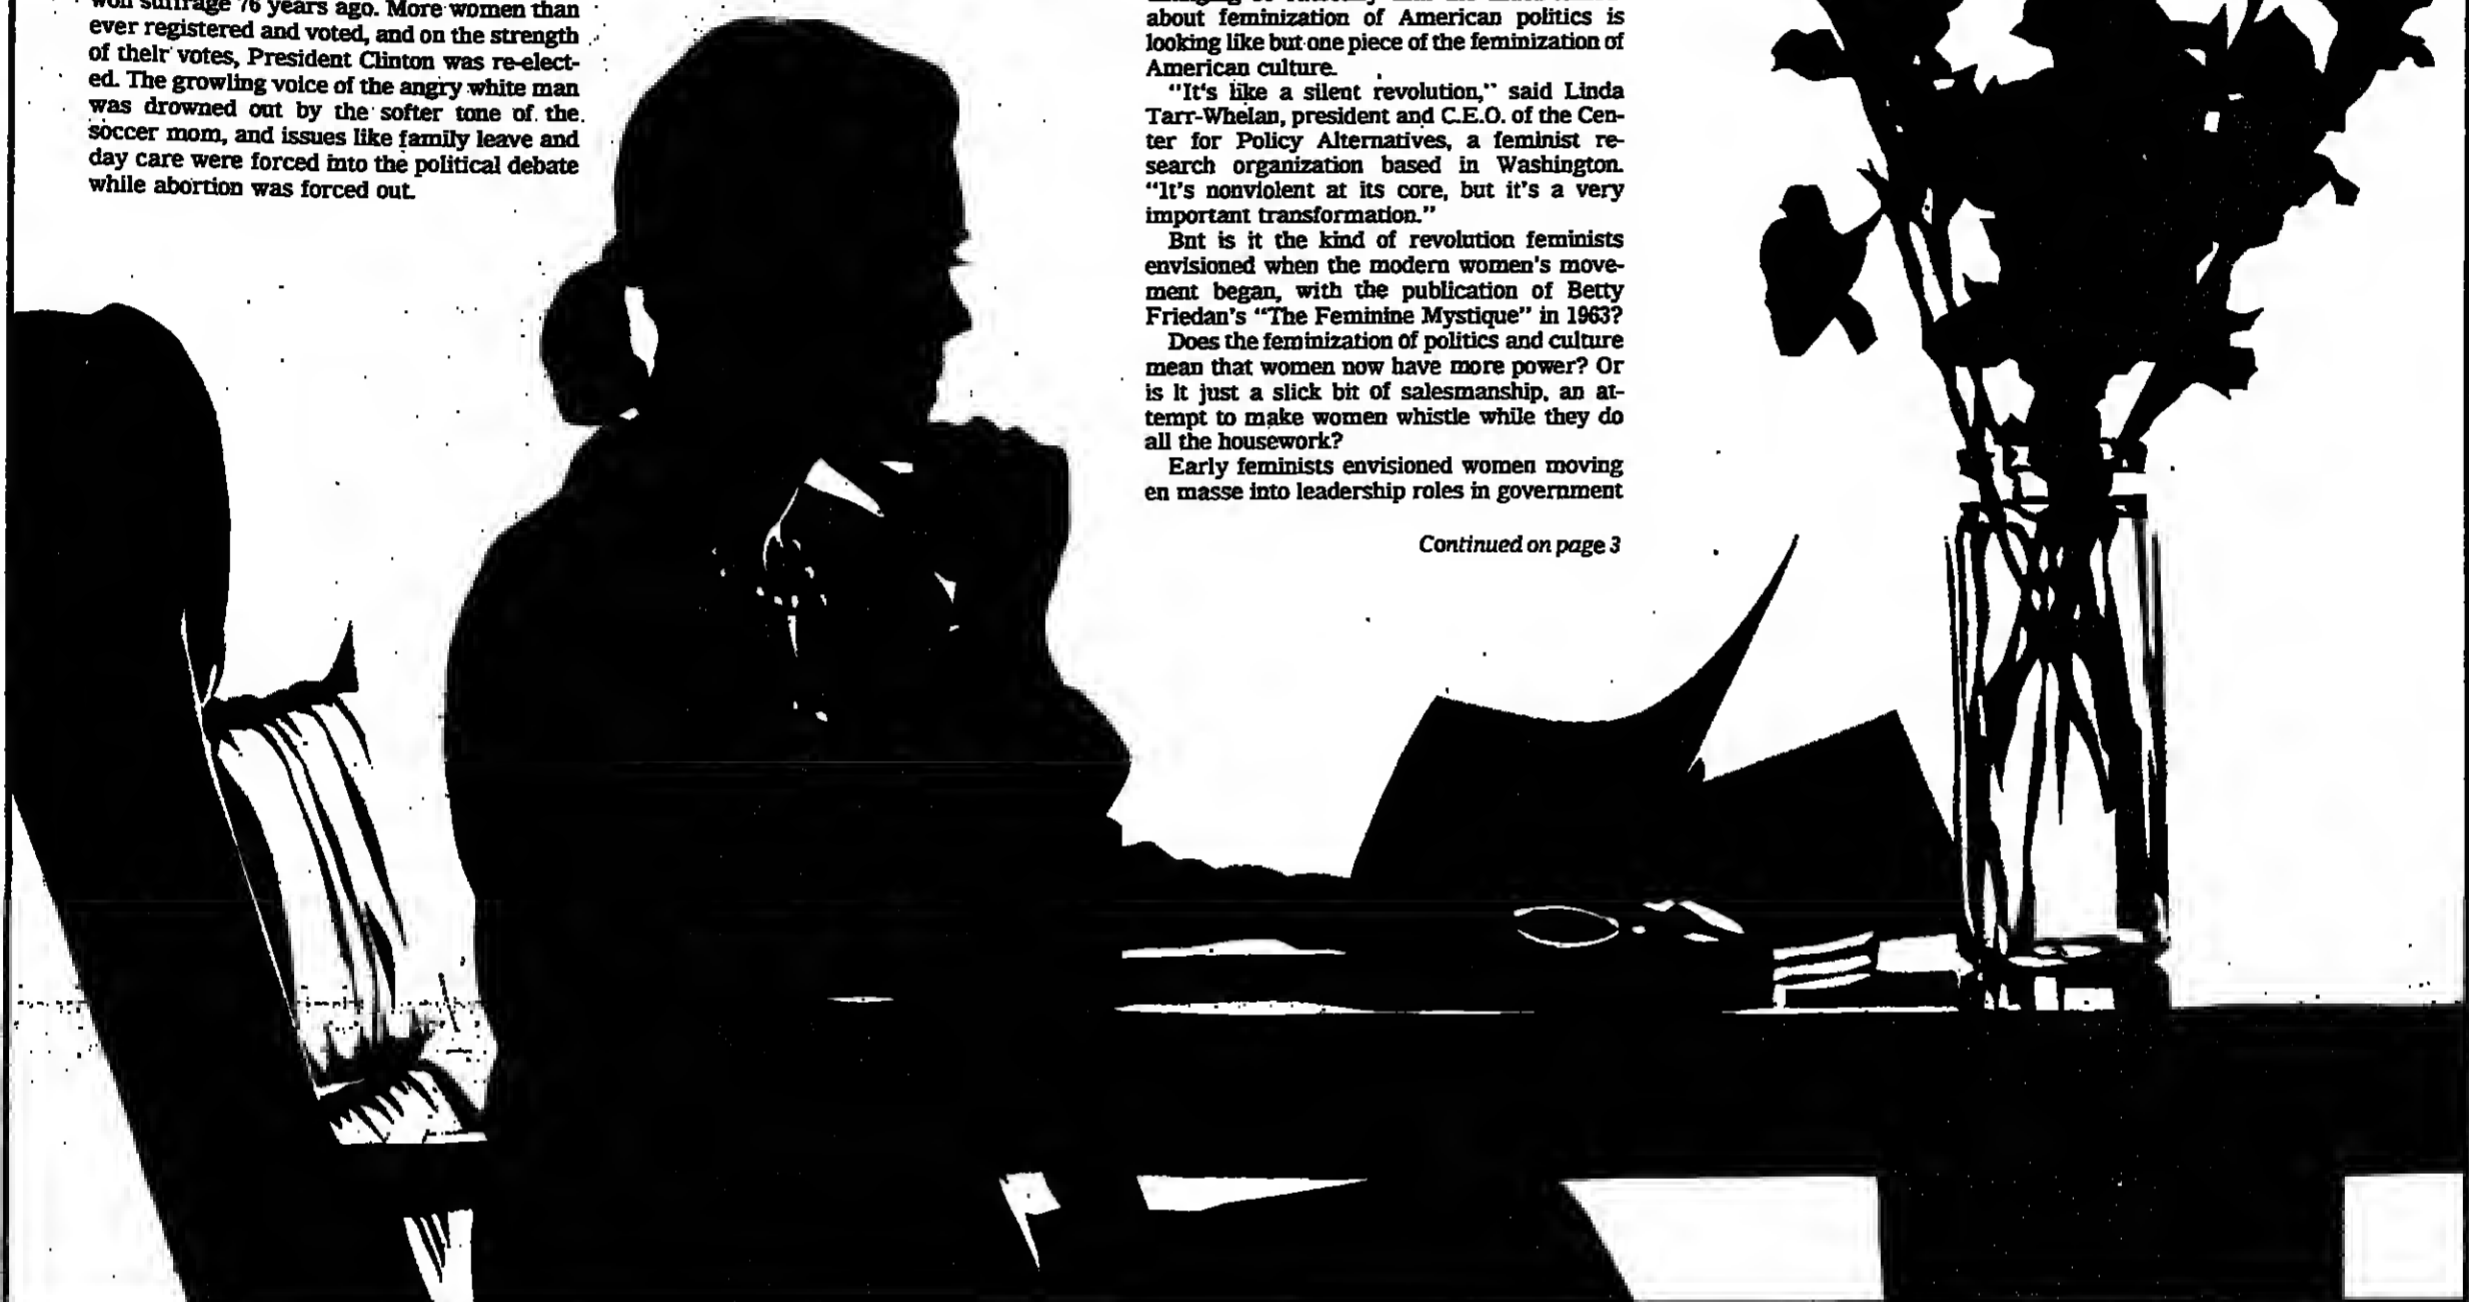 won suffrage 76 years ago. More women than
ever registered and voted, and on the strength
of their votes, President Clinton was re-elect-
ed. The growling voice of the angry white man
was drowned out by the softer tone of the
soccer mom, and issues like family leave and
day care were forced into the political debate
while abortion was forced out.
about feminization of American politics is
looking like but one piece of the feminization of
American culture.
"It's like a silent revolution," said Linda
Tarr-Whelan, president and C.E.O. of the Cen-
ter for Policy Alternatives, a feminist re-
search organization based in Washington.
"It's nonviolent at its core, but it's a very
important transformation."
Bnt is it the kind of revolution feminists
envisioned when the modern women's move-
ment began, with the publication of Betty
Friedan's "The Feminine Mystique" in 1963?
Does the feminization of politics and culture
mean that women now have more power? Or
is it just a slick bit of salesmanship, an at-
tempt to make women whistle while they do
all the housework?
Early feminists envisioned women moving
en masse into leadership roles in government
Continued on page 3